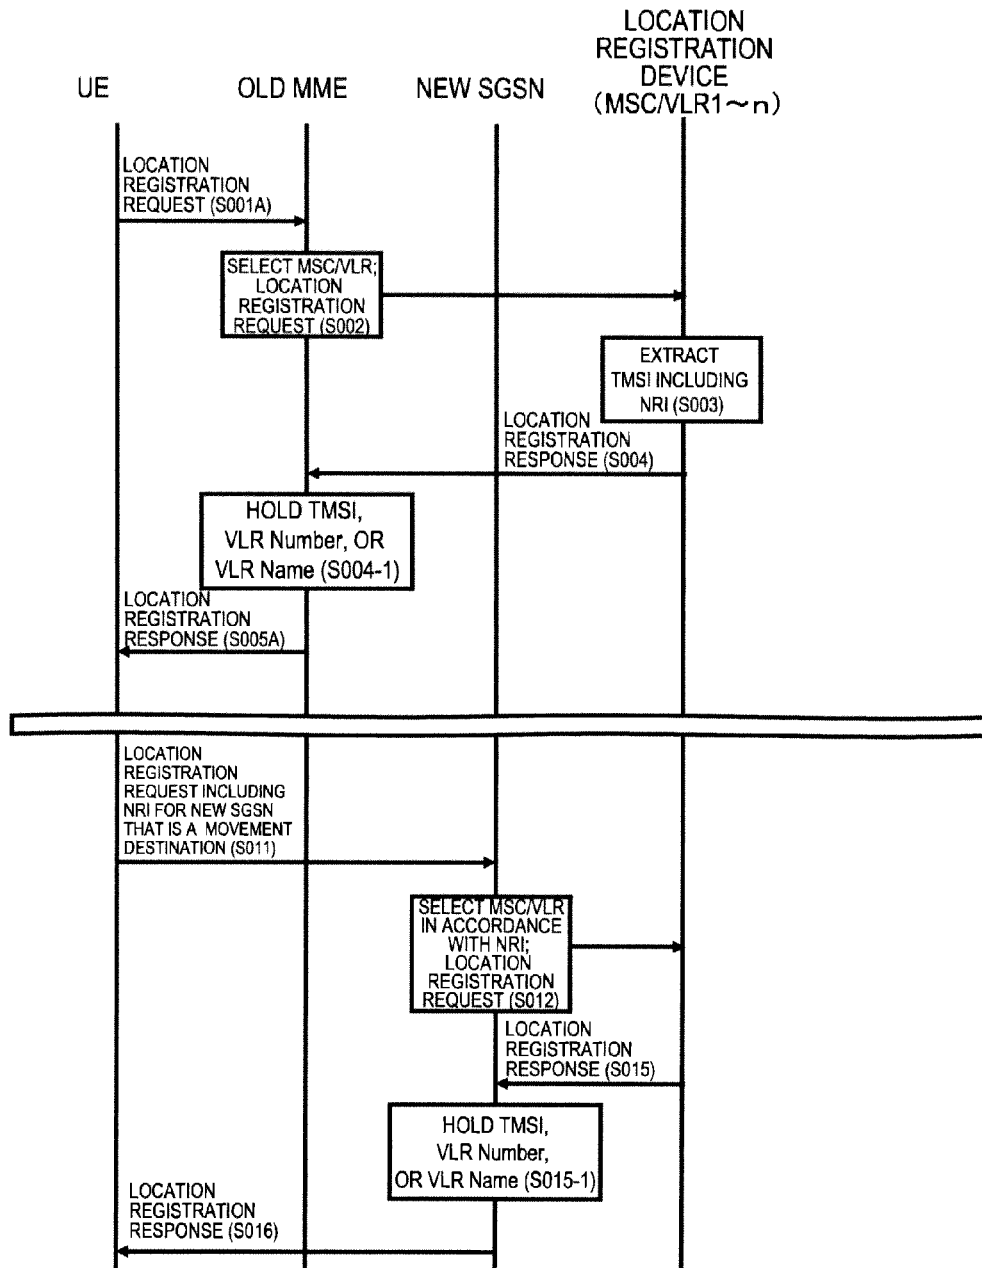 UE
OLD MME
NEW SGSN
LOCATION
REGISTRATION
DEVICE
(MSC/VLR1~n)
LOCATION
REGISTRATION
REQUEST (S001A)
SELECT MSC/VLR;
LOCATION
REGISTRATION
REQUEST (S002)
EXTRACT
TMSI INCLUDING
NRI (S003)
LOCATION
REGISTRATION
RESPONSE (S004)
HOLD TMSI,
VLR Number, OR
VLR Name (S004-1)
LOCATION
REGISTRATION
RESPONSE (S005A)
LOCATION
REGISTRATION
REQUEST INCLUDING
NRI FOR NEW SGSN
THAT IS A MOVEMENT
DESTINATION (S011)
SELECT MSC/VLR
IN ACCORDANCE
WITH NRI;
LOCATION
REGISTRATION
REQUEST (S012)
LOCATION
REGISTRATION
RESPONSE (S015)
HOLD TMSI,
VLR Number,
OR VLR Name (S015-1)
LOCATION
REGISTRATION
RESPONSE (S016)